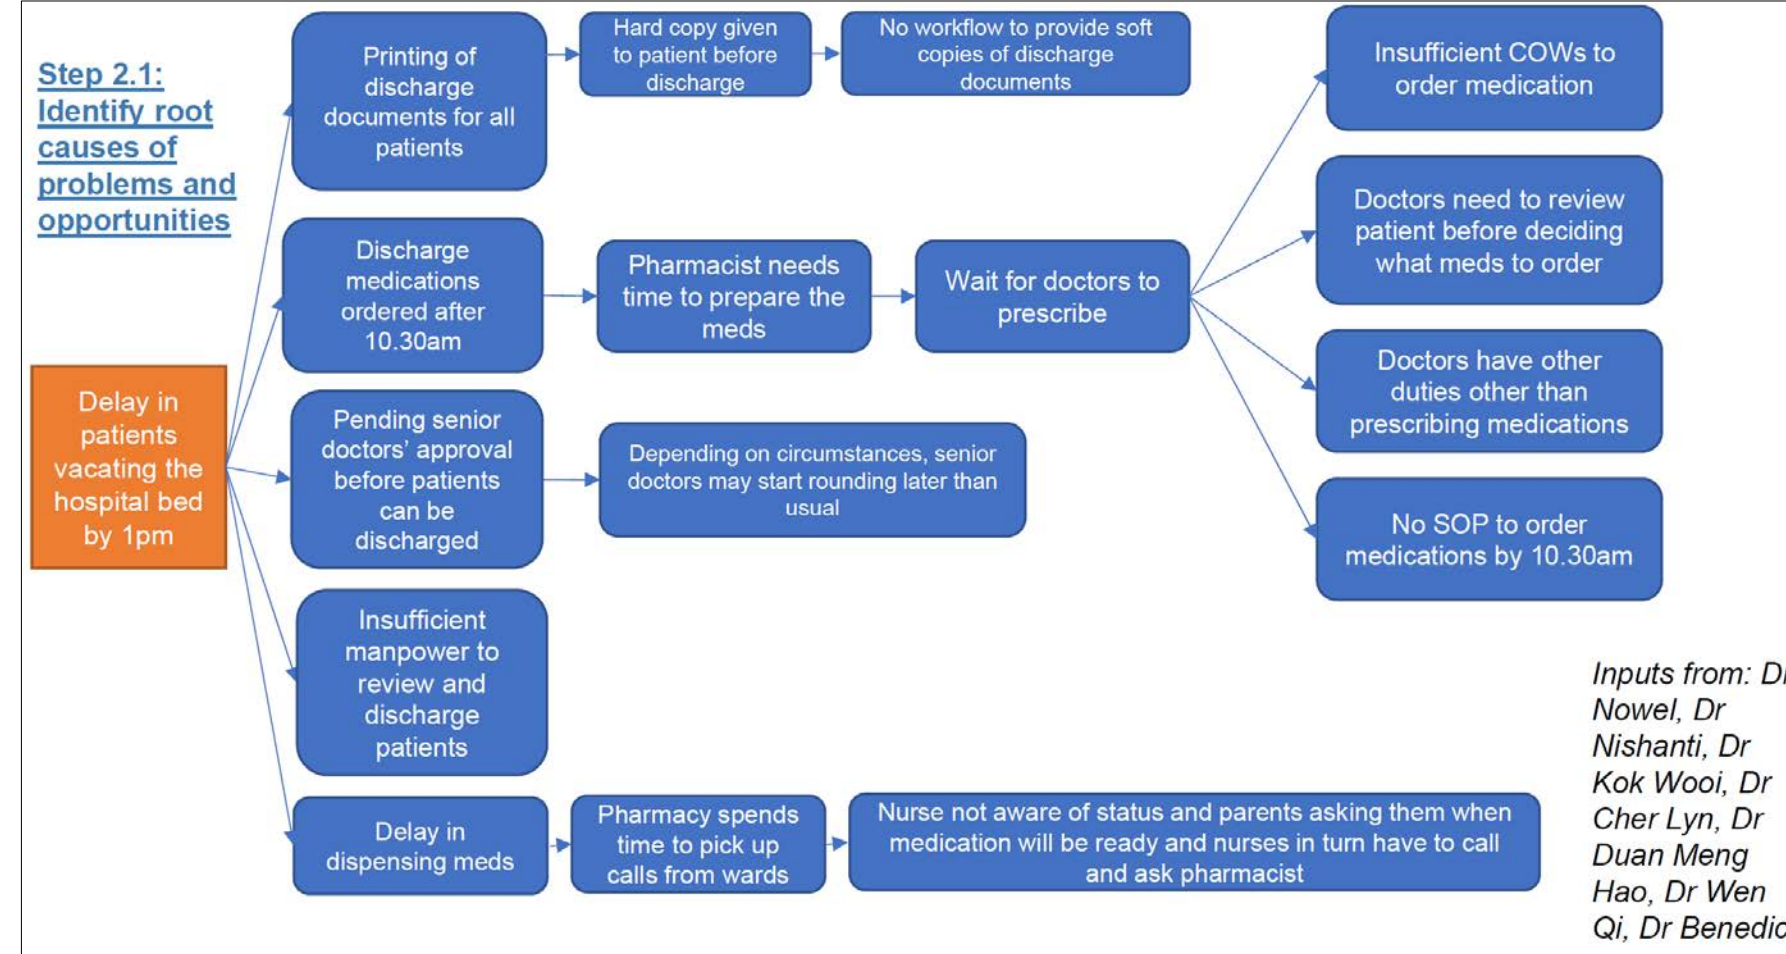 Step 2.1:
Identify root
causes of
problems and
opportunities
Delay in
patients
vacating the
hospital bed
by 1pm
Printing of
discharge
documents for all
patients
Hard copy given
to patient before
discharge
No workflow to provide soft
copies of discharge
documents
Discharge
medications
ordered after
10.30am
Pharmacist needs
time to prepare the
meds
Wait for doctors to
prescribe
Insufficient COWs to
order medication
Doctors need to review
patient before deciding
what meds to order
Doctors have other
duties other than
prescribing medications
No SOP to order
medications by 10.30am
Pending senior
doctors’ approval
before patients
can be
discharged
Depending on circumstances, senior
doctors may start rounding later than
usual
Insufficient
manpower to
review and
discharge
patients
Delay in
dispensing meds
Pharmacy spends
time to pick up
calls from wards
Nurse not aware of status and parents asking them when
medication will be ready and nurses in turn have to call
and ask pharmacist
Inputs from:
Nowel, Dr
Nishanti, Dr
Kok Wooi, Dr
Cher Lyn, Dr
Duan Meng
Hao, Dr Wen
Qi, Dr